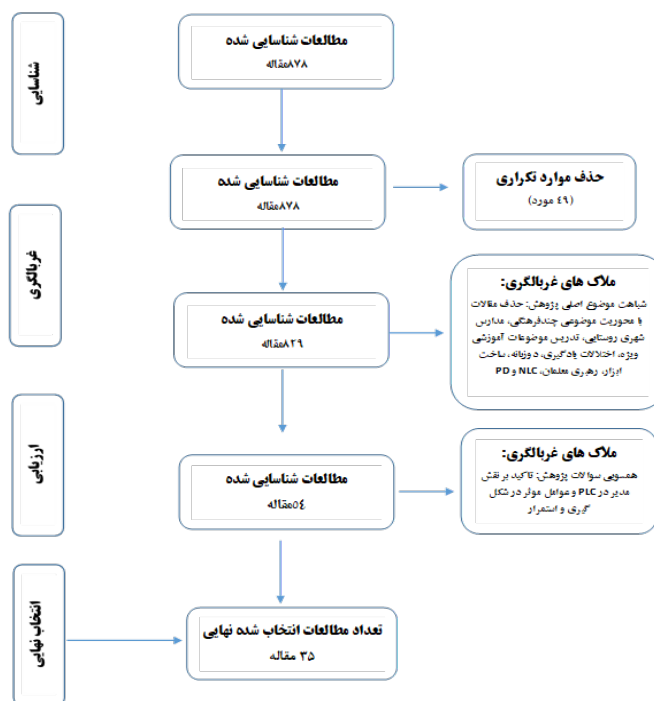 شناسایی
مطالعات شناسایی شده
۸۷۸مقاله
مطالعات شناسایی شده
۸۷۸مقاله
حذف موارد تکراری
(٤٩ مورد)
غربالگری
مطالعات شناسایی شده
۸۲۹مقاله
ملاک های غربالگری:
شباهت موضوع اصلی پژوهش: حذف مقالات
با محوریت موضوعی چندفرهنگی، مدارس
شهری روستایی، تدریس موضوعات آموزشی
ویژه، اختلالات یادگیری، دوزبانه، ساخت
ابزار، رهبری معلمان، NLC و PD
ارزیابی
مطالعات شناسایی شده
٥٤مقاله
ملاک های غربالگری:
همسویی سوالات پژوهش: تاکید بر نقش
مدیر در PLC و عوامل موثر در شکل
گیری و استمرار
انتخاب نهایی
تعداد مطالعات انتخاب شده نهایی
۳۵ مقاله